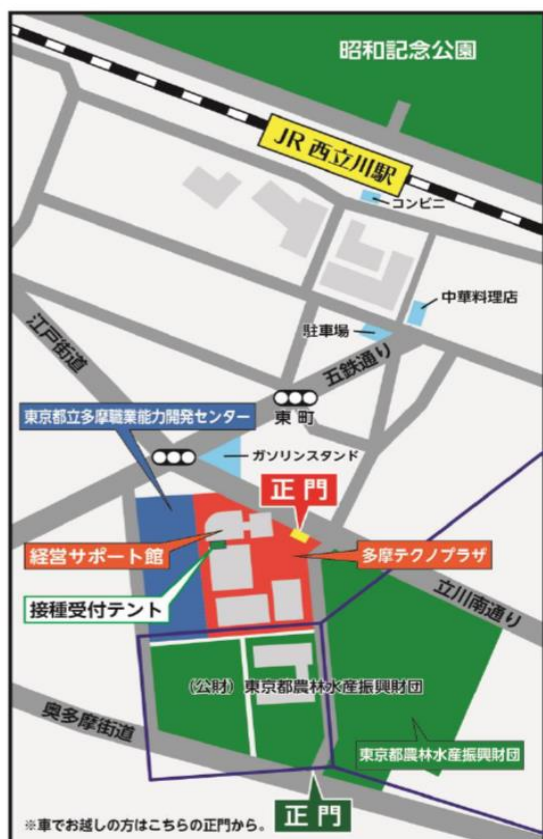 昭和記念公園
JR 西立川駅
コンビニ
中華料理店
駐車場
江戸街道
五鉄通り
東町
東京都立多摩職業能力開発センター
ガソリンスタンド
正門
経営サポート館
多摩テクノプラザ
接種受付テント
立川南通り
(公財) 東京都農林水産振興財団
奥多摩街道
東京都農林水産振興財団
正門
※車でお越しの方はこちらの正門から。